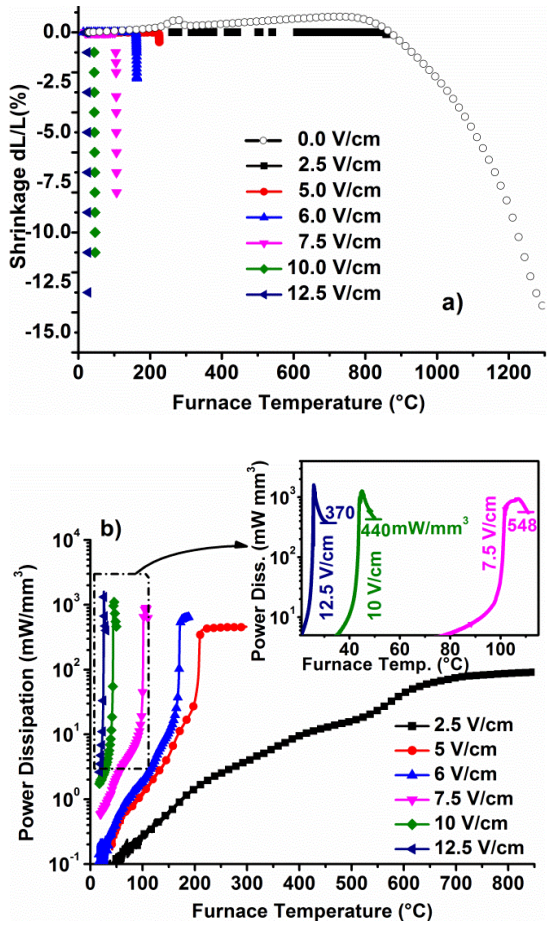 0.0
-2.5
-5.0
-7.5
-10.0
-12.5
-15.0
Shrinkage dL/L(%)
0.0 V/cm
2.5 V/cm
5.0 V/cm
6.0 V/cm
7.5 V/cm
10.0 V/cm
12.5 V/cm
a)
0 200 400 600 800 1000 1200
Furnace Temperature (°C)
b)
10^4
10^3
10^2
10^1
10^0
10^-1
Power Dissipation (mW/mm^3)
Power Diss. (mW mm^3)
10^3
10^2
10^1
370
12.5 V/cm
440mW/mm^3
10 V/cm
548
7.5 V/cm
40 60 80 100
Furnace Temp. (°C)
2.5 V/cm
5 V/cm
6 V/cm
7.5 V/cm
10 V/cm
12.5 V/cm
0 100 200 300 400 500 600 700 800
Furnace Temperature (°C)